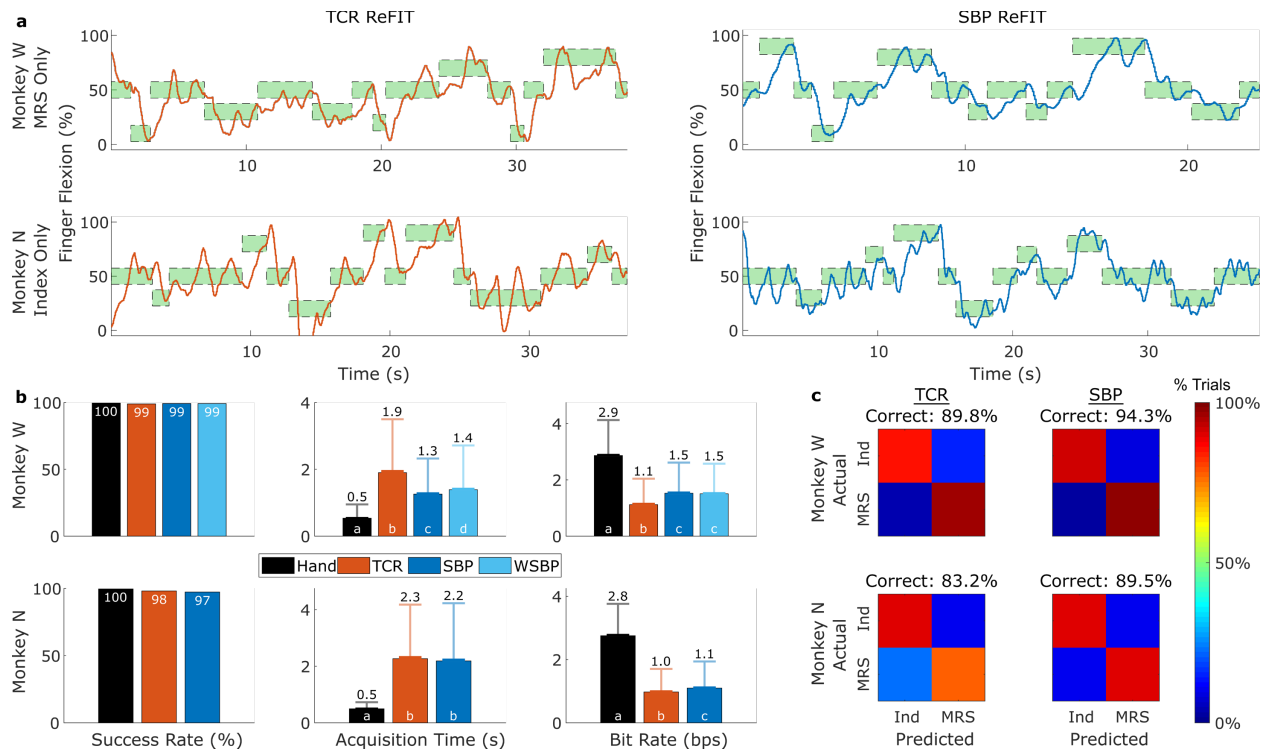 a
TCR ReFIT
SBP ReFIT
Monkey W
MRS Only
Monkey N
Index Only
Finger Flexion (%)
Finger Flexion (%)
100
50
0
10
20
30
100
50
0
10
20
100
50
0
10
20
30
100
50
0
10
20
30
Time (s)
Time (s)
b
Monkey W
100
50
0
100
99
99
99
4
2
0
0.5
1.9
1.3
1.4
a
b
c
d
4
2
0
2.9
1.1
1.5
1.5
a
b
c
c
Hand
TCR
SBP
WSBP
Monkey N
100
50
0
100
98
97
Success Rate (%)
4
2
0
0.5
2.3
2.2
a
b
b
Acquisition Time (s)
4
2
0
2.8
1.0
1.1
a
b
c
Bit Rate (bps)
c
TCR
SBP
Correct: 89.8%
Correct: 94.3%
Monkey W
Actual
Ind
MRS
Correct: 83.2%
Correct: 89.5%
Monkey N
Actual
Ind
MRS
Ind
MRS
Ind
MRS
Predicted
Predicted
% Trials
100%
50%
0%